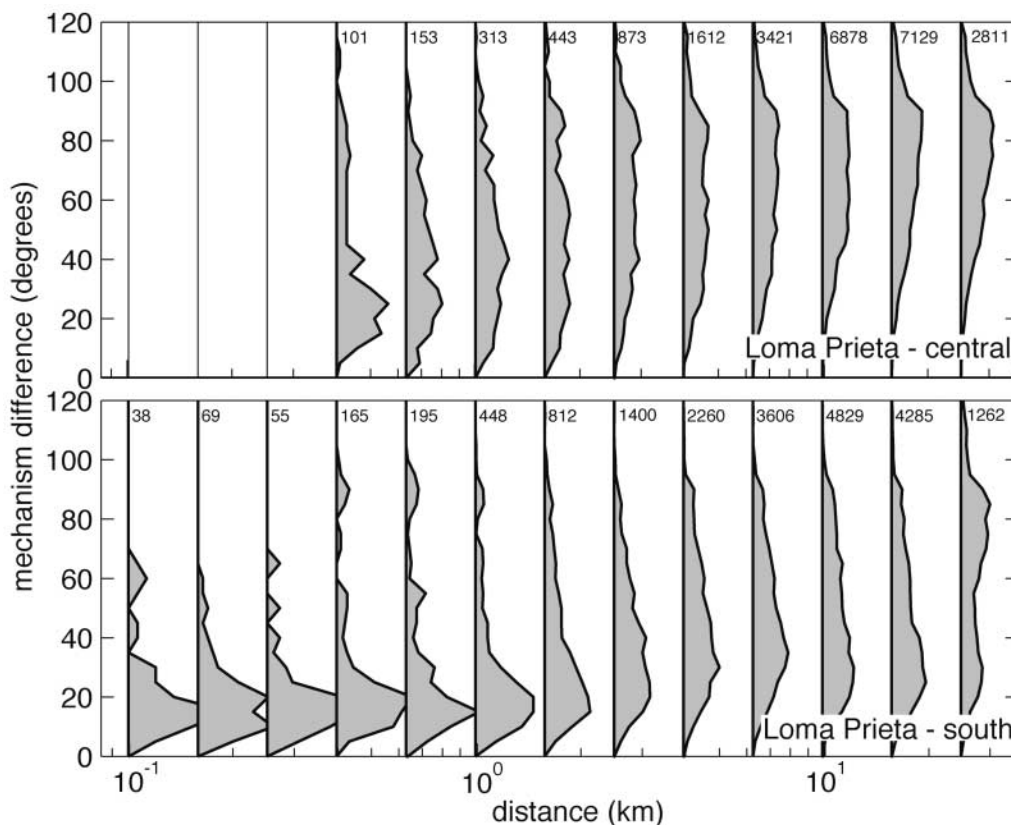 120
101 153 313 443 873 1612 3421 6878 7129 2811
100
80
60
40
20
0
Loma Prieta - central
mechanism difference (degrees)
120
38 69 55 165 195 448 812 1400 2260 3606 4829 4285 1262
100
80
60
40
20
0
Loma Prieta - south
10-1 100 101
distance (km)